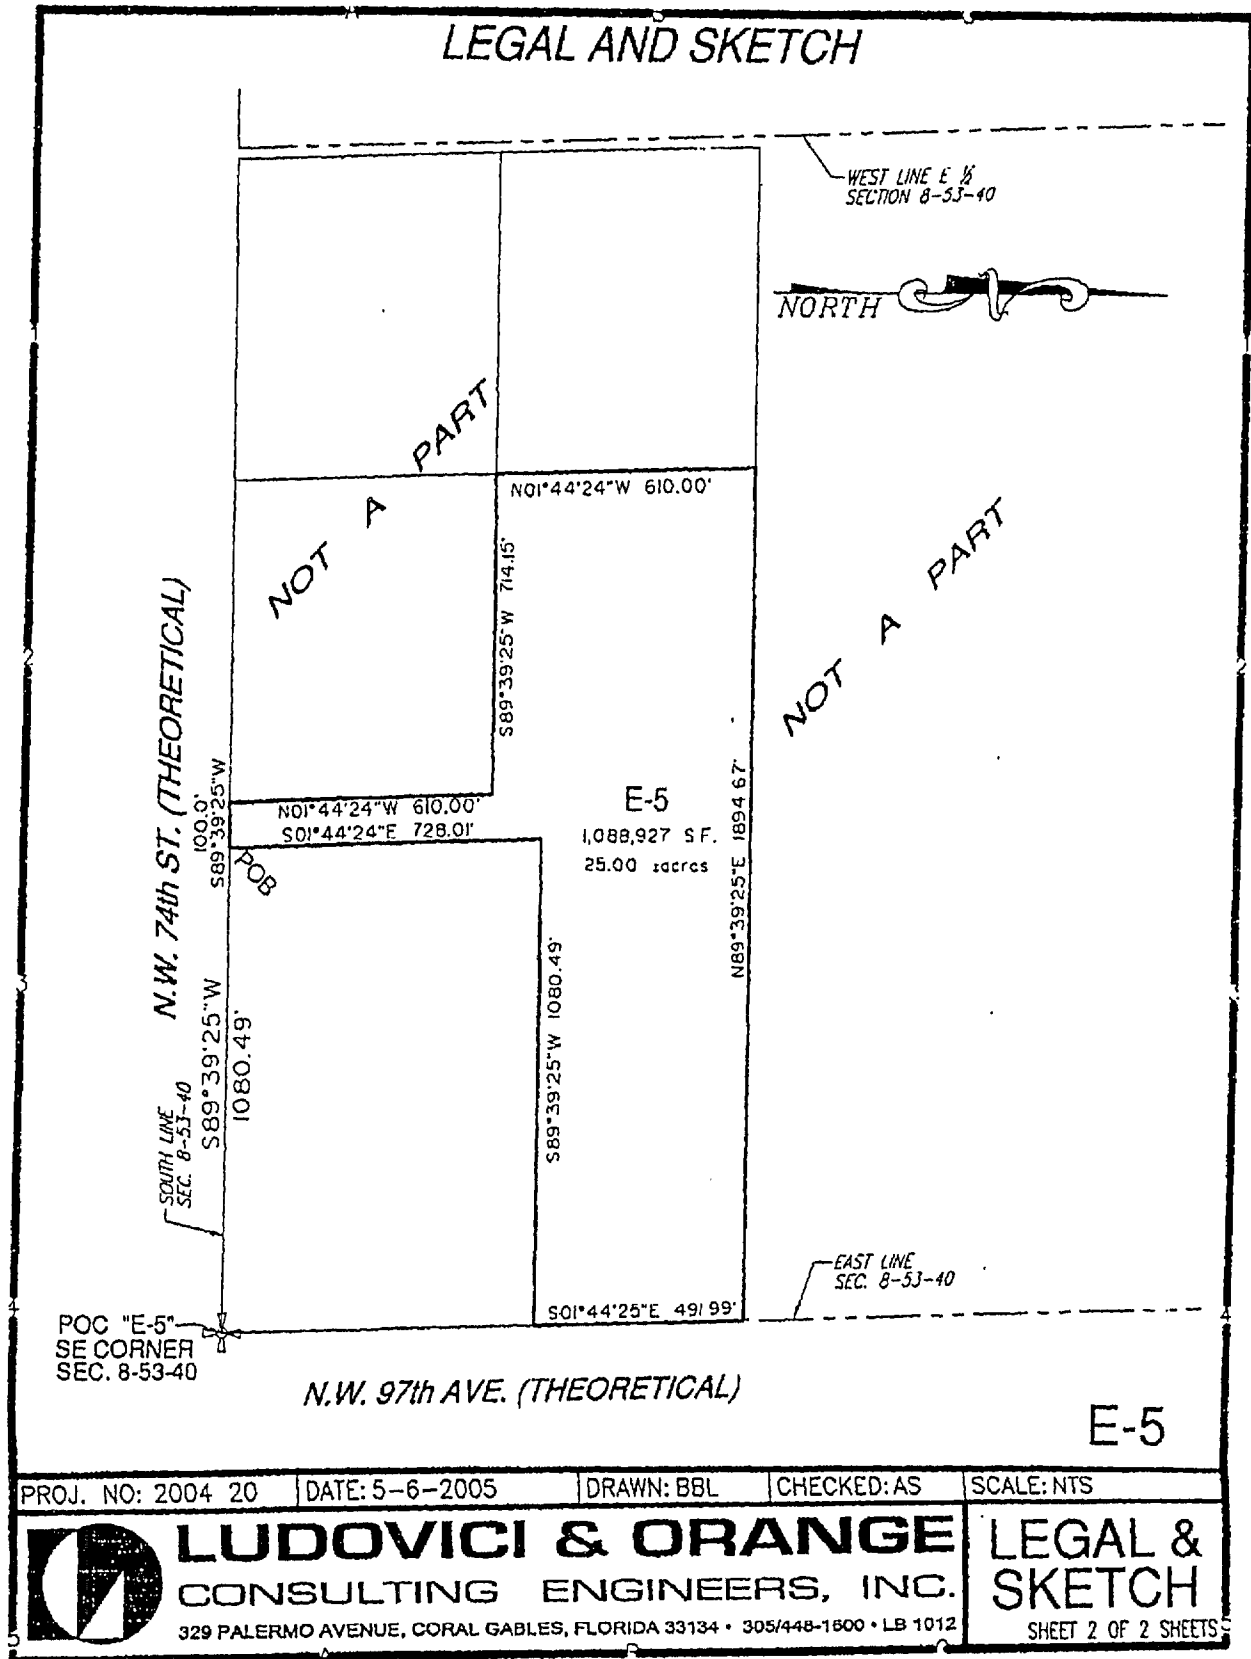 LEGAL AND SKETCH
WEST LINE E ½
SECTION 8-53-40
NORTH
NOT A PART
N01°44'24"W 610.00'
S89°39'25"W 714.15'
NOT A PART
N.W. 74th ST. (THEORETICAL)
100.0'
S89°39'25"W
N01°44'24"W 610.00'
S01°44'24"E 728.01'
POB
E-5
1,088,927 S F.
25.00 ±acres
N89°39'25"E 1894 67'
S89°39'25"W 1080.49'
S89°39'25"W
1080.49'
SOUTH LINE
SEC. 8-53-40
EAST LINE
SEC. 8-53-40
S01°44'25"E 491 99'
POC "E-5"
SE CORNER
SEC. 8-53-40
N.W. 97th AVE. (THEORETICAL)
E-5
PROJ. NO: 2004 20 DATE: 5-6-2005 DRAWN: BBL CHECKED: AS SCALE: NTS
LUDOVICI & ORANGE
CONSULTING ENGINEERS, INC.
329 PALERMO AVENUE, CORAL GABLES, FLORIDA 33134 • 305/448-1600 • LB 1012
LEGAL &
SKETCH
SHEET 2 OF 2 SHEETS